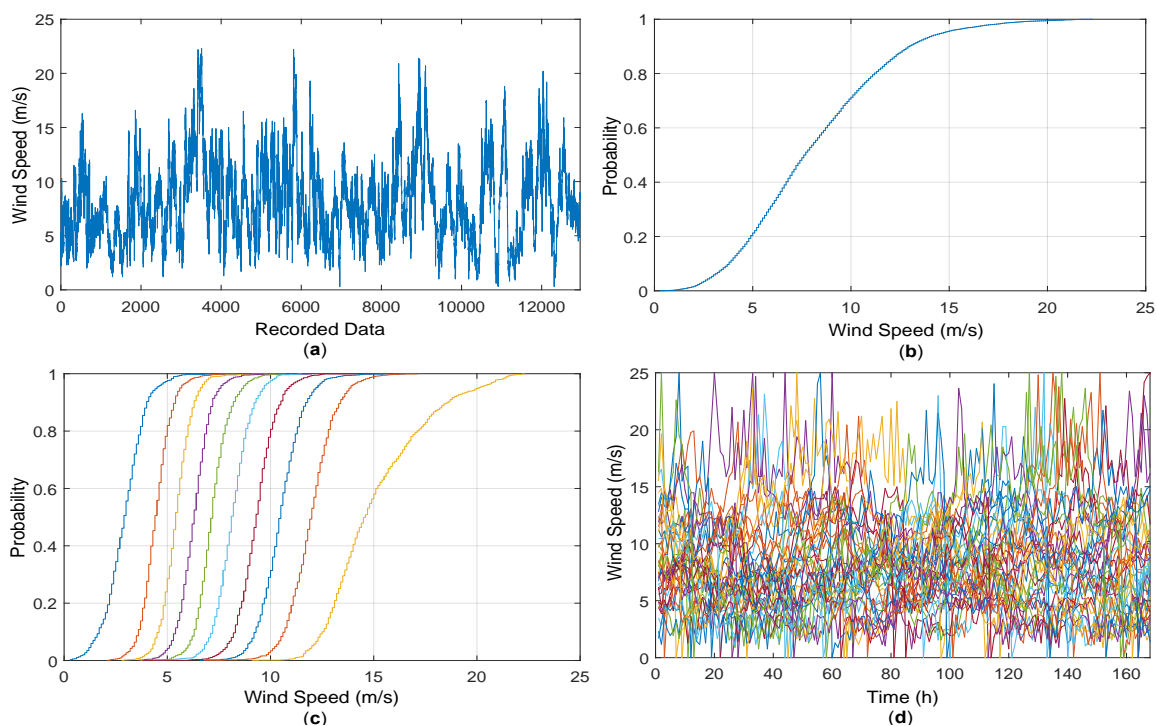 25
20
15
10
5
0
Wind Speed (m/s)
0 2000 4000 6000 8000 10000 12000
Recorded Data
(a)
1
0.8
0.6
0.4
0.2
0
Probability
0 5 10 15 20 25
Wind Speed (m/s)
(b)
1
0.8
0.6
0.4
0.2
0
Probability
0 5 10 15 20 25
Wind Speed (m/s)
(c)
25
20
15
10
5
0
Wind Speed (m/s)
0 20 40 60 80 100 120 140 160
Time (h)
(d)